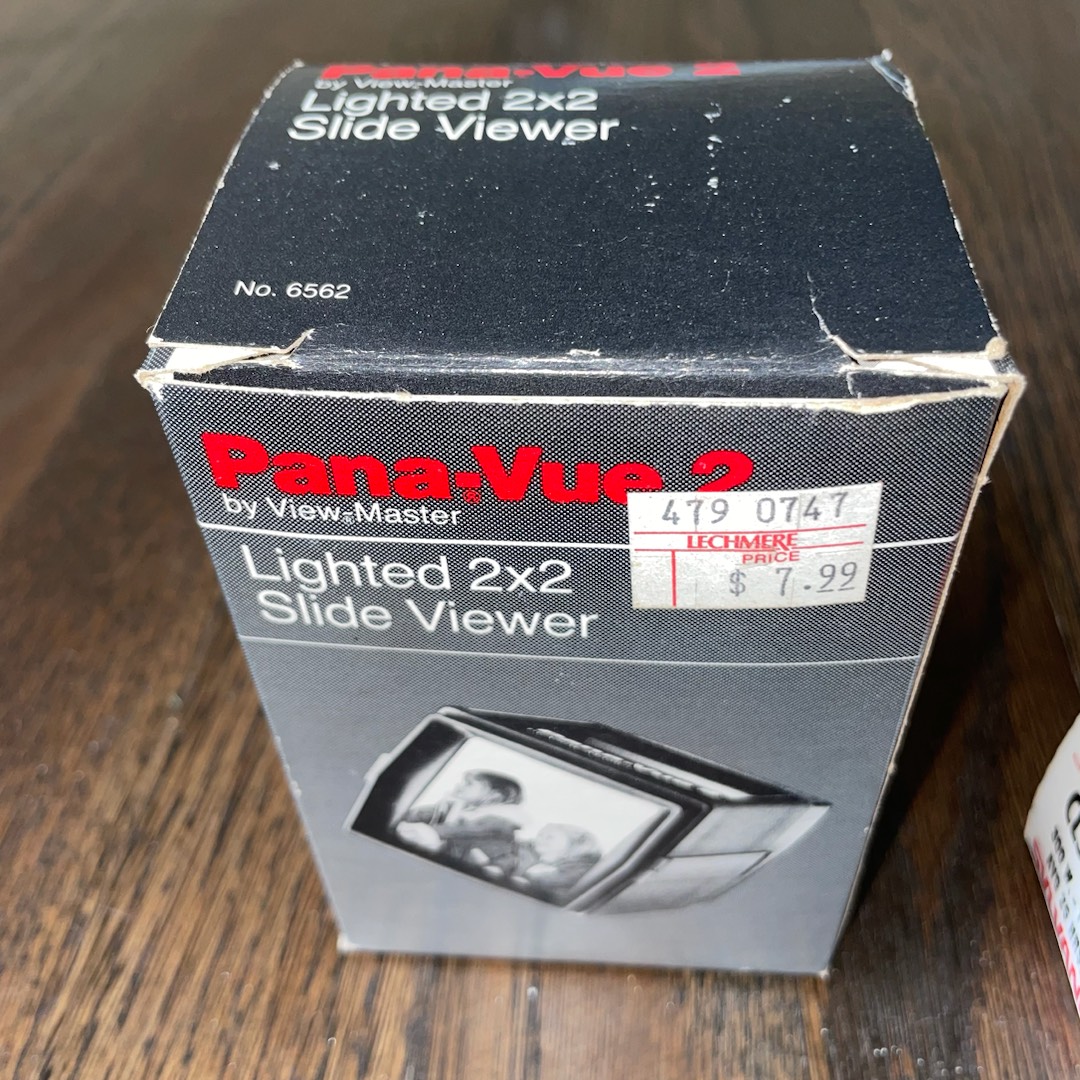 Pana-Vue 2
by View-Master
Lighted 2x2
Slide Viewer
No. 6562
Pana-Vue® 2
by View®-Master
Lighted 2x2
Slide Viewer
479 0747
LECHMERE
PRICE
$ 7.99